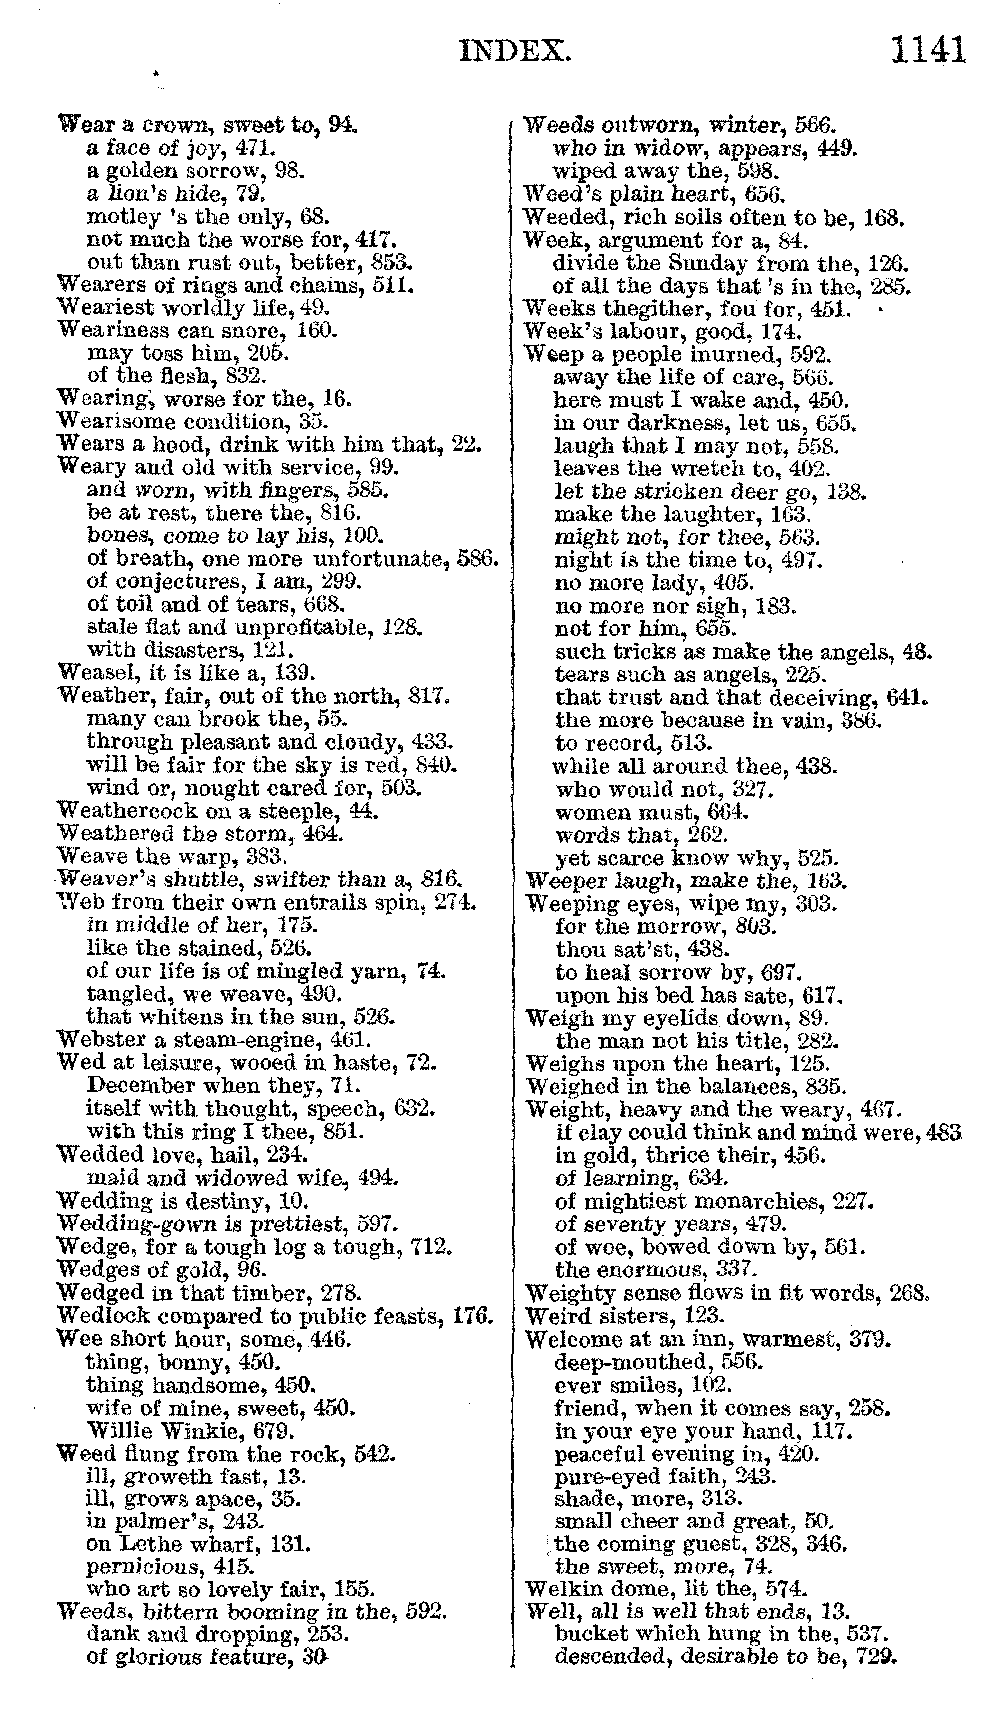 INDEX. 1141
Wear a crown, sweet to, 94.
a face of joy, 471.
a golden sorrow, 98.
a lion's hide, 79.
motley 's the only, 68.
not much the worse for, 417.
out than rust out, better, 853.
Wearers of rings and chains, 511.
Weariest worldly life, 49.
Weariness can snore, 160.
may toss him, 205.
of the flesh, 832.
Wearing, worse for the, 16.
Wearisome condition, 35.
Wears a hood, drink with him that, 22.
Weary and old with service, 99.
and worn, with fingers, 585.
be at rest, there the, 816.
bones, come to lay his, 100.
of breath, one more unfortunate, 586.
of conjectures, I am, 299.
of toil and of tears, 668.
stale flat and unprofitable, 128.
with disasters, 121.
Weasel, it is like a, 139.
Weather, fair, out of the north, 817.
many can brook the, 55.
through pleasant and cloudy, 433.
will be fair for the sky is red, 840.
wind or, nought cared for, 503.
Weathercock on a steeple, 44.
Weathered the storm, 464.
Weave the warp, 383.
Weaver's shuttle, swifter than a, 816.
Web from their own entrails spin, 274.
in middle of her, 175.
like the stained, 526.
of our life is of mingled yarn, 74.
tangled, we weave, 490.
that whitens in the sun, 526.
Webster a steam-engine, 461.
Wed at leisure, wooed in haste, 72.
December when they, 71.
itself with thought, speech, 632.
with this ring I thee, 851.
Wedded love, hail, 234.
maid and widowed wife, 494.
Wedding is destiny, 10.
Wedding-gown is prettiest, 597.
Wedge, for a tough log a tough, 712.
Wedges of gold, 96.
Wedged in that timber, 278.
Wedlock compared to public feasts, 176.
Wee short hour, some, 446.
thing, bonny, 450.
thing handsome, 450.
wife of mine, sweet, 450.
Willie Winkie, 679.
Weed flung from the rock, 542.
ill, groweth fast, 13.
ill, grows apace, 35.
in palmer's, 243.
on Lethe wharf, 131.
pernicious, 415.
who art so lovely fair, 155.
Weeds, bittern booming in the, 592.
dank and dropping, 253.
of glorious feature, 30
Weeds outworn, winter, 566.
who in widow, appears, 449.
wiped away the, 598.
Weed's plain heart, 656.
Weeded, rich soils often to be, 168.
Week, argument for a, 84.
divide the Sunday from the, 126.
of all the days that 's in the, 285.
Weeks thegither, fou for, 451.
Week's labour, good, 174.
Weep a people inurned, 592.
away the life of care, 566.
here must I wake and, 450.
in our darkness, let us, 655.
laugh that I may not, 558.
leaves the wretch to, 402.
let the stricken deer go, 138.
make the laughter, 163.
might not, for thee, 563.
night is the time to, 497.
no more lady, 405.
no more nor sigh, 183.
not for him, 655.
such tricks as make the angels, 48.
tears such as angels, 225.
that trust and that deceiving, 641.
the more because in vain, 386.
to record, 513.
while all around thee, 438.
who would not, 327.
women must, 664.
words that, 262.
yet scarce know why, 525.
Weeper laugh, make the, 163.
Weeping eyes, wipe my, 303.
for the morrow, 803.
thou sat'st, 438.
to heal sorrow by, 697.
upon his bed has sate, 617.
Weigh my eyelids down, 89.
the man not his title, 282.
Weighs upon the heart, 125.
Weighed in the balances, 835.
Weight, heavy and the weary, 467.
if clay could think and mind were, 483
in gold, thrice their, 456.
of learning, 634.
of mightiest monarchies, 227.
of seventy years, 479.
of woe, bowed down by, 561.
the enormous, 337.
Weighty sense flows in fit words, 268.
Weird sisters, 123.
Welcome at an inn, warmest, 379.
deep-mouthed, 556.
ever smiles, 102.
friend, when it comes say, 258.
in your eye your hand, 117.
peaceful evening in, 420.
pure-eyed faith, 243.
shade, more, 313.
small cheer and great, 50.
the coming guest, 328, 346.
the sweet, more, 74.
Welkin dome, lit the, 574.
Well, all is well that ends, 13.
bucket which hung in the, 537.
descended, desirable to be, 729.